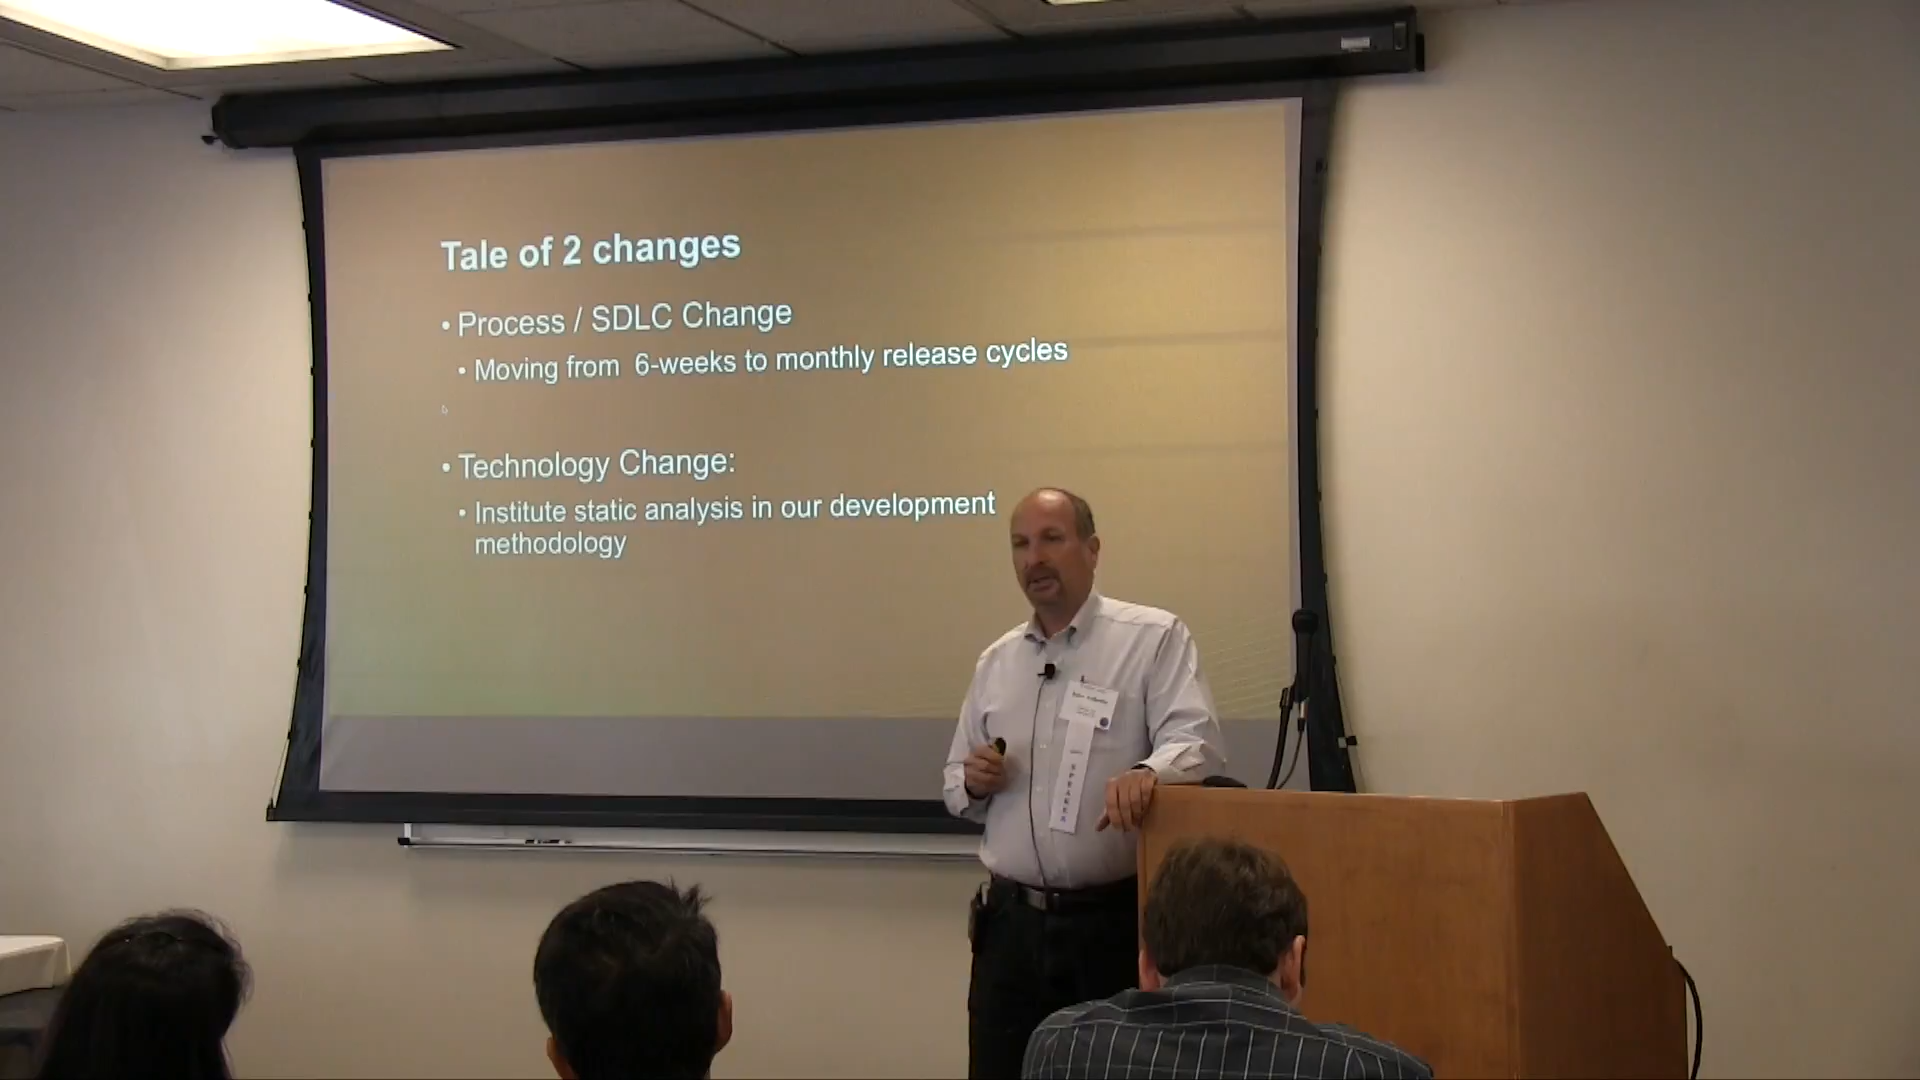 Tale of 2 changes
• Process / SDLC Change
• Moving from 6-weeks to monthly release cycles
• Technology Change:
• Institute static analysis in our development
methodology
SPEAKER